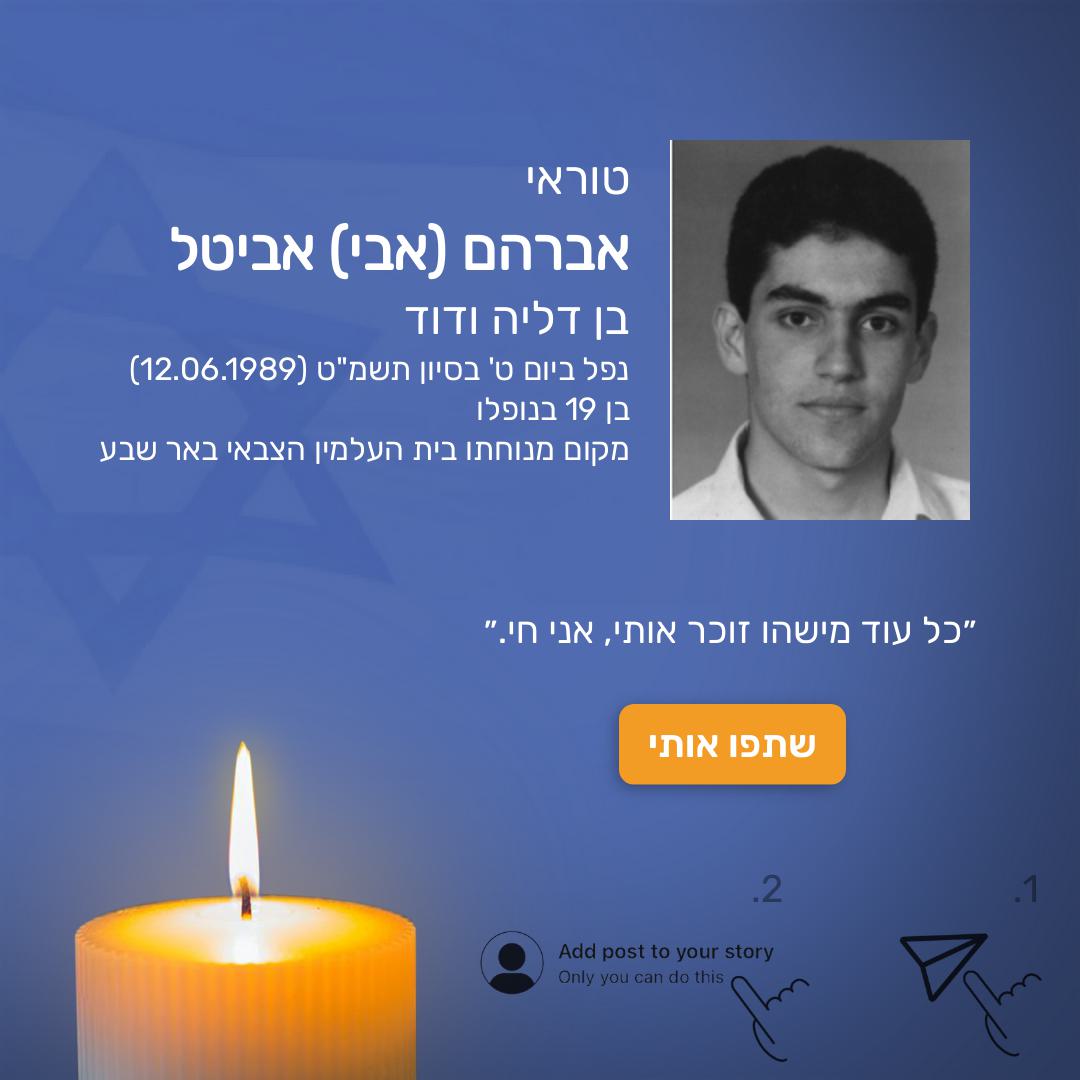 טוראי
אברהם (אבי) אביטל
בן דליה ודוד
נפל ביום ט' בסיון תשמ"ט (12.06.1989)
בן 19 בנופלו
מקום מנוחתו בית העלמין הצבאי באר שבע
״כל עוד מישהו זוכר אותי, אני חי.״
שתפו אותי
1.
2.
Add post to your story
Only you can do this